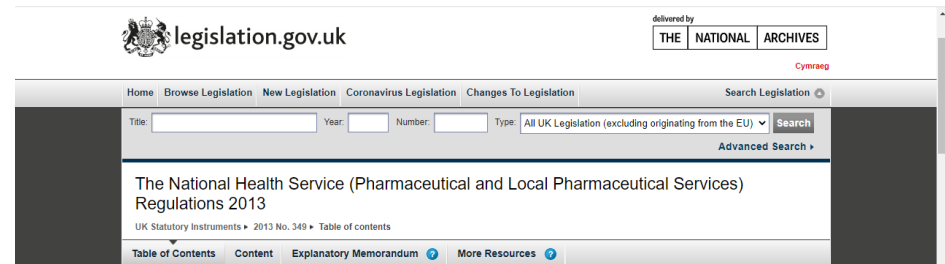 legislation.gov.uk
delivered by
THE NATIONAL ARCHIVES
Cymraeg
Home Browse Legislation New Legislation Coronavirus Legislation Changes To Legislation Search Legislation
Title: Year: Number: Type: All UK Legislation (excluding originating from the EU) Search
Advanced Search
The National Health Service (Pharmaceutical and Local Pharmaceutical Services)
Regulations 2013
UK Statutory Instruments ▶ 2013 No. 349 ▶ Table of contents
Table of Contents Content Explanatory Memorandum ? More Resources ?